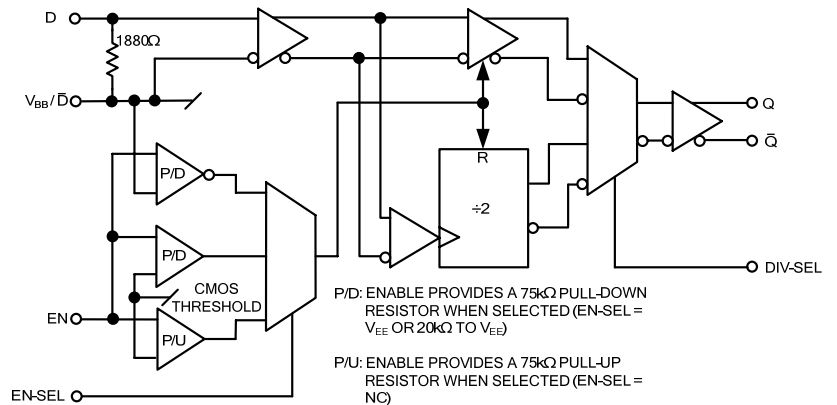 D
1880Ω
V_BB/D̅
P/D
P/D
CMOS
THRESHOLD
P/U
EN
EN-SEL
R
÷2
Q
Q̅
DIV-SEL
P/D: ENABLE PROVIDES A 75kΩ PULL-DOWN
RESISTOR WHEN SELECTED (EN-SEL =
V_EE OR 20kΩ TO V_EE)
P/U: ENABLE PROVIDES A 75kΩ PULL-UP
RESISTOR WHEN SELECTED (EN-SEL =
NC)